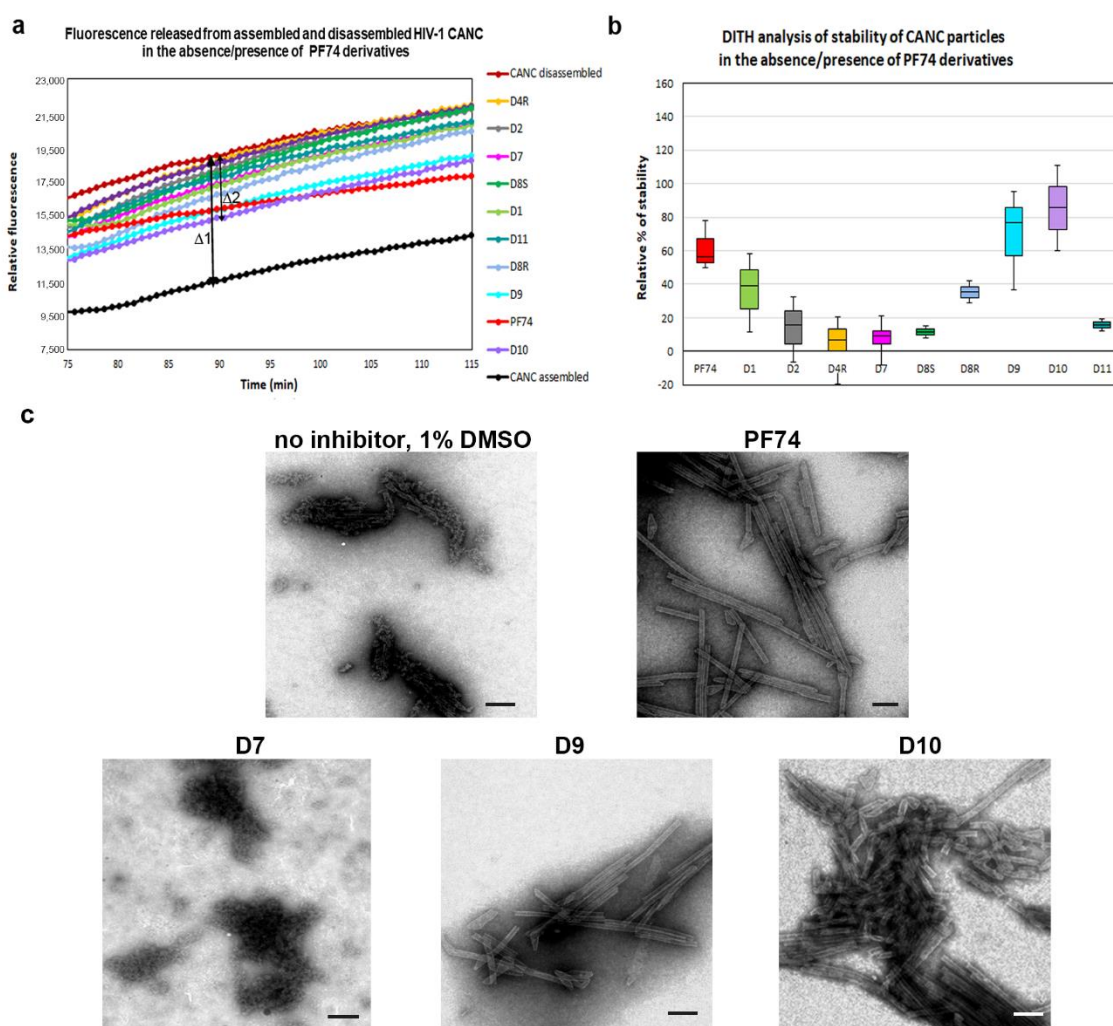 a
Fluorescence released from assembled and disassembled HIV-1 CANC
in the absence/presence of PF74 derivatives
Relative fluorescence
23,000
21,500
19,500
17,500
15,500
13,500
11,500
9,500
7,500
75
80
85
90
95
100
105
110
115
Time (min)
Δ1
Δ2
CANC disassembled
D4R
D2
D7
D8S
D1
D11
D8R
D9
PF74
D10
CANC assembled
b
DITH analysis of stability of CANC particles
in the absence/presence of PF74 derivatives
Relative % of stability
160
140
120
100
80
60
40
20
0
-20
PF74
D1
D2
D4R
D7
D8S
D8R
D9
D10
D11
c
no inhibitor, 1% DMSO
PF74
D7
D9
D10